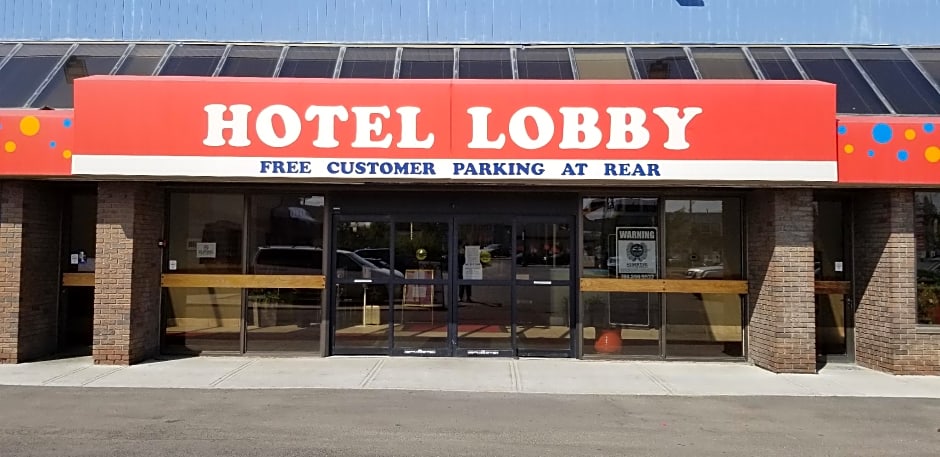 HOTEL LOBBY
FREE CUSTOMER PARKING AT REAR
WARNING